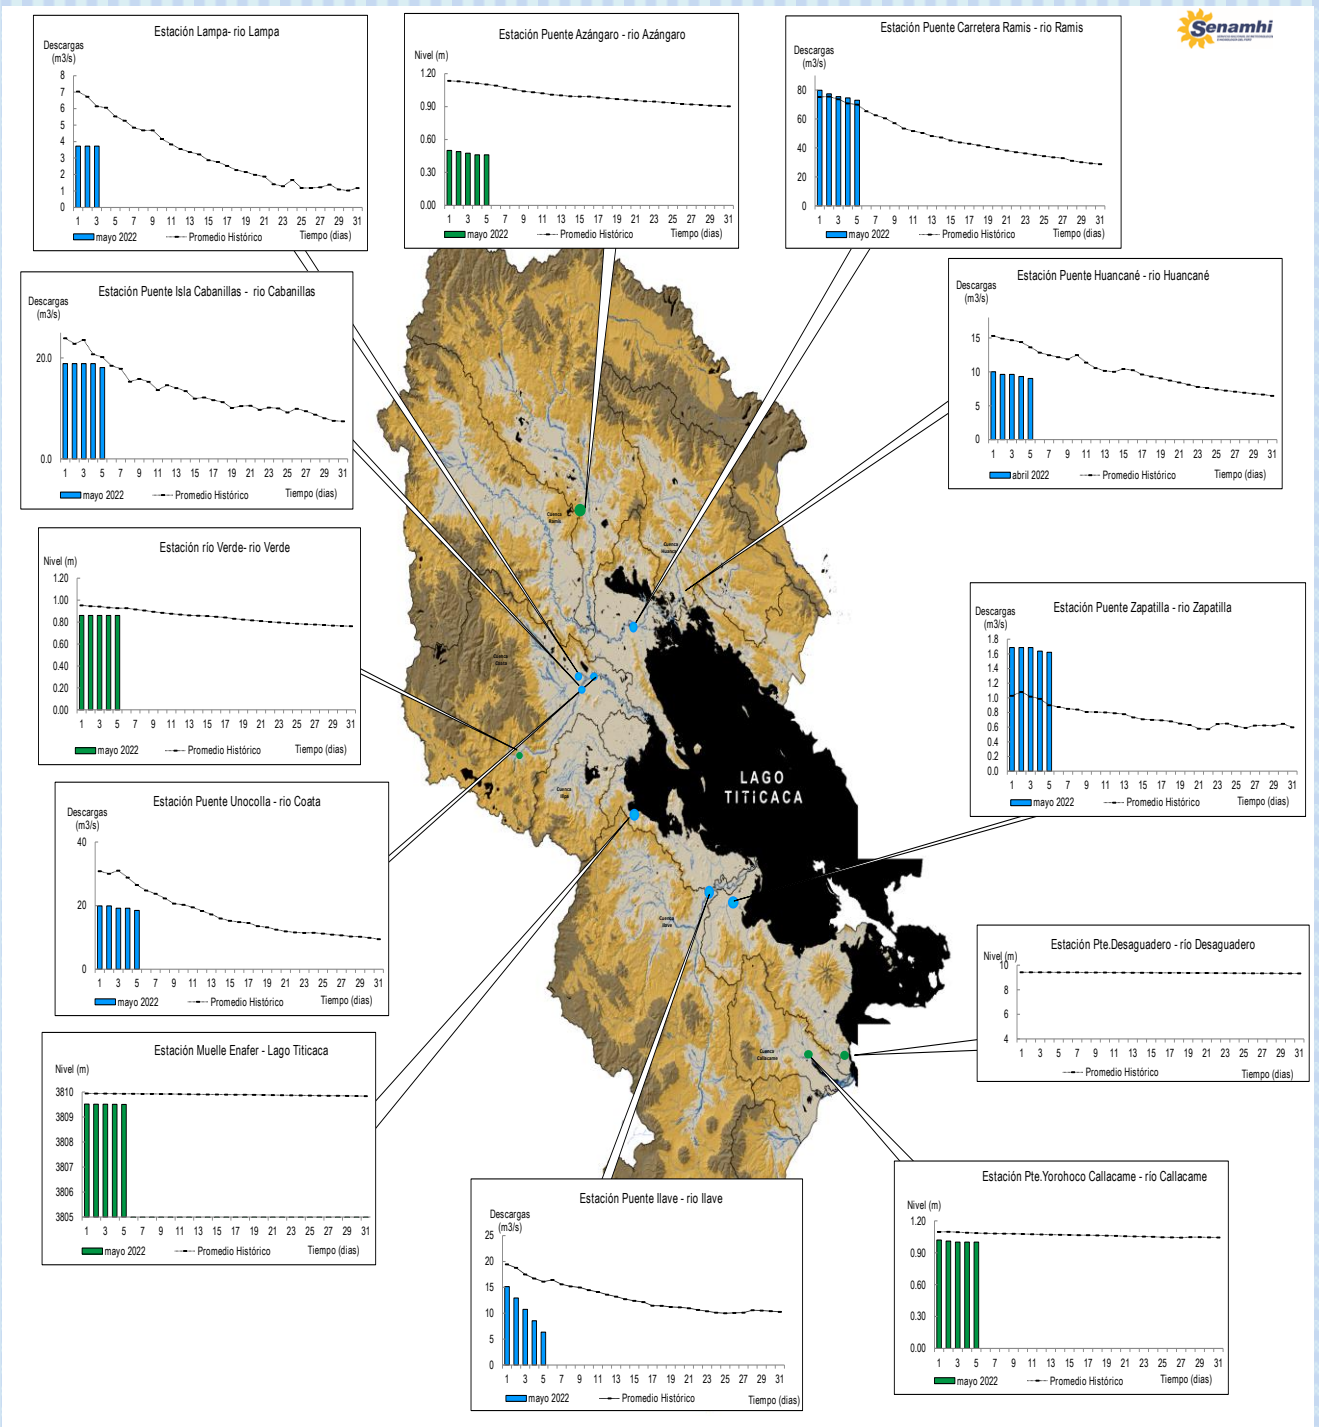 Senamhi
Estación Lampa- rio Lampa
Descargas
(m3/s)
8
7
6
5
4
3
2
1
0
1 3 5 7 9 11 13 15 17 19 21 23 25 27 29 31
mayo 2022 Promedio Histórico Tiempo (dias)
Estación Puente Azángaro - rio Azángaro
Nivel (m)
1.20
0.90
0.60
0.30
0.00
1 3 5 7 9 11 13 15 17 19 21 23 25 27 29 31
mayo 2022 Promedio Histórico Tiempo (dias)
Estación Puente Carretera Ramis - rio Ramis
Descargas
(m3/s)
80
60
40
20
0
1 3 5 7 9 11 13 15 17 19 21 23 25 27 29 31
mayo 2022 Promedio Histórico Tiempo (dias)
Estación Puente Isla Cabanillas - rio Cabanillas
Descargas
(m3/s)
20.0
0.0
1 3 5 7 9 11 13 15 17 19 21 23 25 27 29 31
mayo 2022 Promedio Histórico Tiempo (dias)
Estación Puente Huancané - rio Huancané
Descargas
(m3/s)
15
10
5
0
1 3 5 7 9 11 13 15 17 19 21 23 25 27 29 31
abril 2022 Promedio Histórico Tiempo (dias)
Estación río Verde- rio Verde
Nivel (m)
1.20
1.00
0.80
0.60
0.40
0.20
0.00
1 3 5 7 9 11 13 15 17 19 21 23 25 27 29 31
mayo 2022 Promedio Histórico Tiempo (dias)
Estación Puente Zapatilla - rio Zapatilla
Descargas
(m3/s)
1.8
1.6
1.4
1.2
1.0
0.8
0.6
0.4
0.2
0.0
1 3 5 7 9 11 13 15 17 19 21 23 25 27 29 31
mayo 2022 Promedio Histórico Tiempo (dias)
Estación Puente Unocolla - rio Coata
Descargas
(m3/s)
40
20
0
1 3 5 7 9 11 13 15 17 19 21 23 25 27 29 31
mayo 2022 Promedio Histórico Tiempo (dias)
Estación Pte.Desaguadero - río Desaguadero
Nivel (m)
10
8
6
4
1 3 5 7 9 11 13 15 17 19 21 23 25 27 29 31
Promedio Histórico Tiempo (dias)
Estación Muelle Enafer - Lago Titicaca
Nivel (m)
3810
3809
3808
3807
3806
3805
1 3 5 7 9 11 13 15 17 19 21 23 25 27 29 31
mayo 2022 Promedio Histórico Tiempo (dias)
Estación Puente Ilave - rio Ilave
Descargas
(m3/s)
25
20
15
10
5
0
1 3 5 7 9 11 13 15 17 19 21 23 25 27 29 31
mayo 2022 Promedio Histórico Tiempo (dias)
Estación Pte.Yorohoco Callacame - río Callacame
Nivel (m)
1.20
0.90
0.60
0.30
0.00
1 3 5 7 9 11 13 15 17 19 21 23 25 27 29 31
mayo 2022 Promedio Histórico Tiempo (dias)
Cuenca
Ramis
Cuenca
Cuenca
Cuenca
LAGO
TITiCACA
Cuenca
Ilave
Cuenca
Callacame